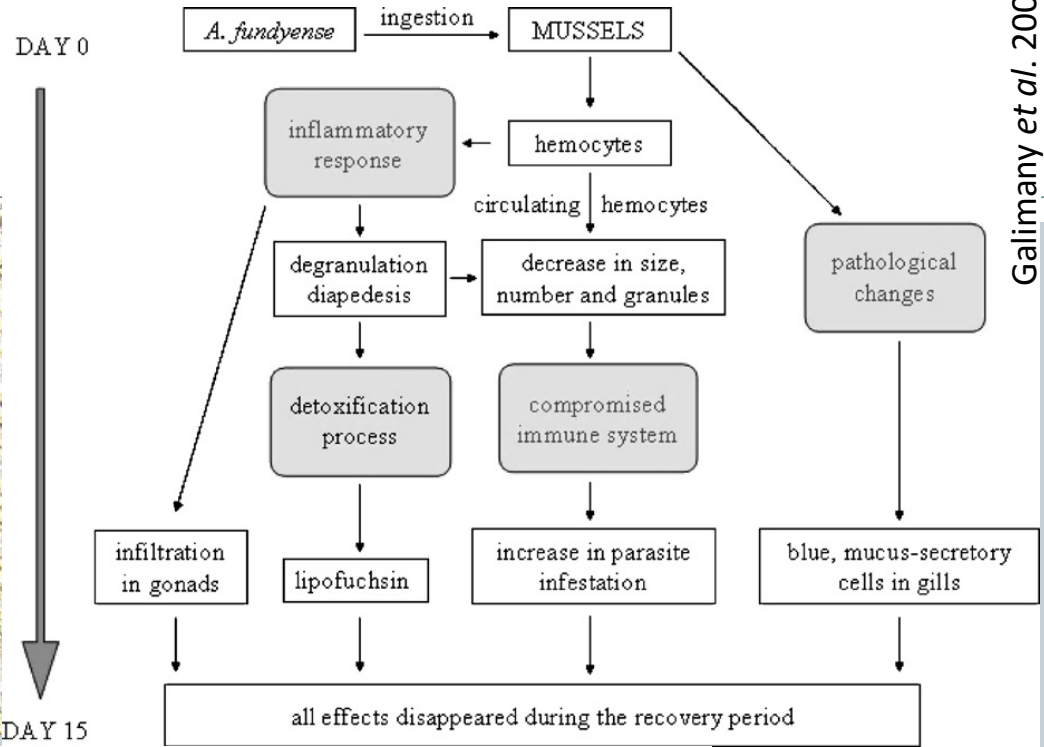 A. fundyense
ingestion
MUSSELS
DAY 0
inflammatory
response
hemocytes
circulating hemocytes
degranulation
diapedesis
decrease in size,
number and granules
pathological
changes
detoxification
process
compromised
immune system
infiltration
in gonads
lipofuchsin
increase in parasite
infestation
blue, mucus-secretory
cells in gills
all effects disappeared during the recovery period
DAY 15
Galimany et al.